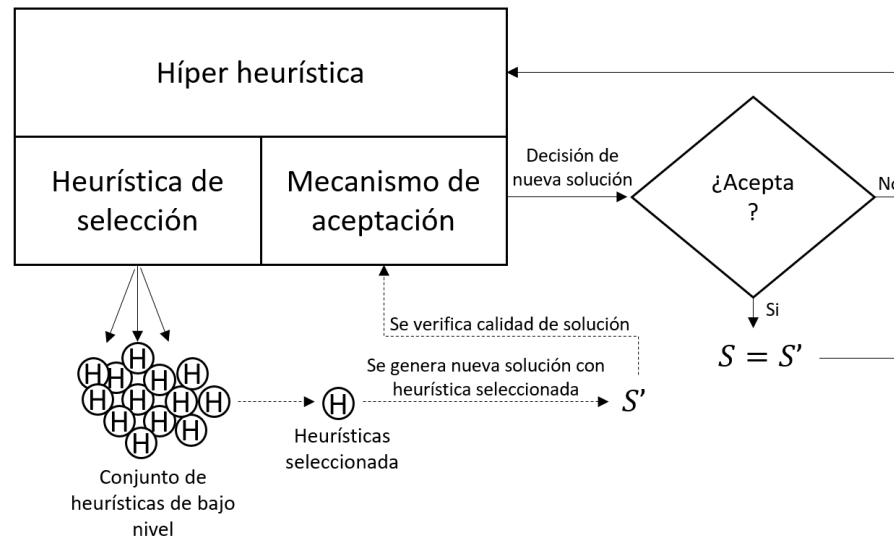 Híper heurística
Heurística de
selección
Mecanismo de
aceptación
Decisión de
nueva solución
¿Acepta
?
No
Si
S = S'
Se verifica calidad de solución
Se genera nueva solución con
heurística seleccionada
S'
H
H
H
H
H
H
H
H
H
H
H
H
H
H
Heurísticas
seleccionada
Conjunto de
heurísticas de bajo
nivel